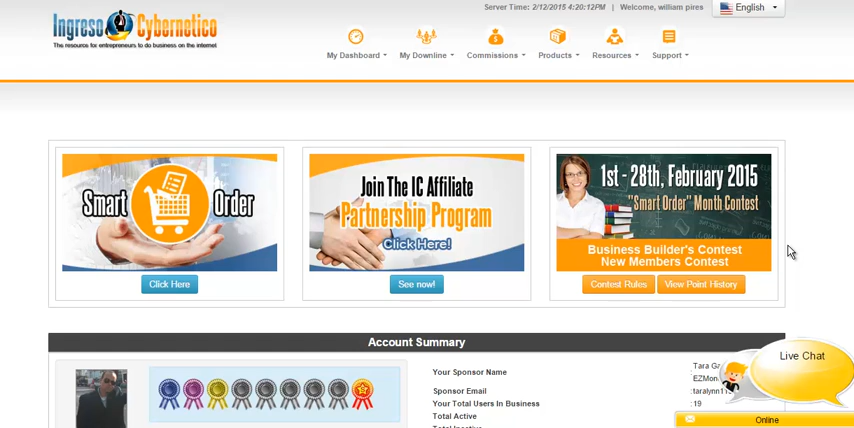 Server Time: 2/12/2015 4:20:12PM | Welcome, william pires
English
Ingreso Cybernetico
The resource for entrepreneurs to do business on the internet
My Dashboard My Downline Commissions Products Resources Support
Smart Order
Click Here
Join The IC Affiliate
Partnership Program
Click Here!
See now!
1st - 28th, February 2015
"Smart Order" Month Contest
Business Builder's Contest
New Members Contest
Contest Rules View Point History
Account Summary
Your Sponsor Name : Tara
Sponsor Email :
Your Total Users In Business : 19
Total Active
Total Inactive
Live Chat
Online